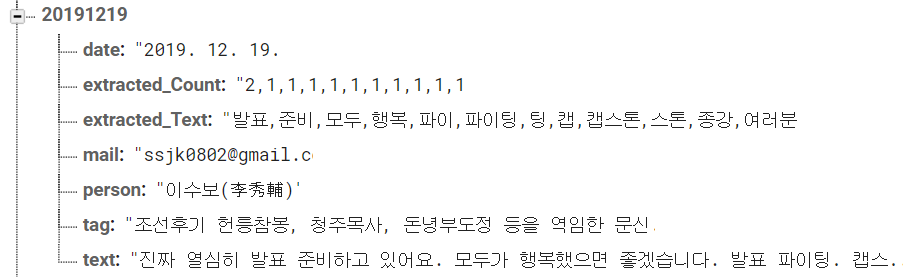 20191219
date: "2019. 12. 19.
extracted_Count: "2,1,1,1,1,1,1,1,1,1,1,1
extracted_Text: "발표,준비,모두,행복,파이,파이팅,팅,캡,캡스톤,스톤,종강,여러분
mail: "ssjk0802@gmail.c
person: "이수보(李秀輔)'
tag: "조선후기 헌릉참봉, 청주목사, 돈녕부도정 등을 역임한 문신
text: "진짜 열심히 발표 준비하고 있어요. 모두가 행복했으면 좋겠습니다. 발표 파이팅. 캡스.